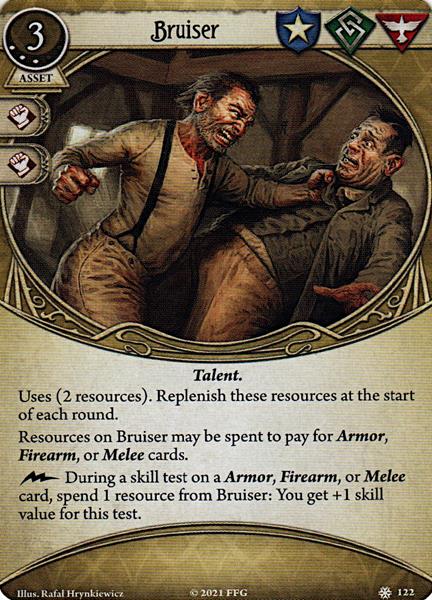 3
Bruiser
ASSET
Talent.
Uses (2 resources). Replenish these resources at the start
of each round.
Resources on Bruiser may be spent to pay for Armor,
Firearm, or Melee cards.
During a skill test on a Armor, Firearm, or Melee
card, spend 1 resource from Bruiser: You get +1 skill
value for this test.
Illus. Rafał Hrynkiewicz © 2021 FFG 122